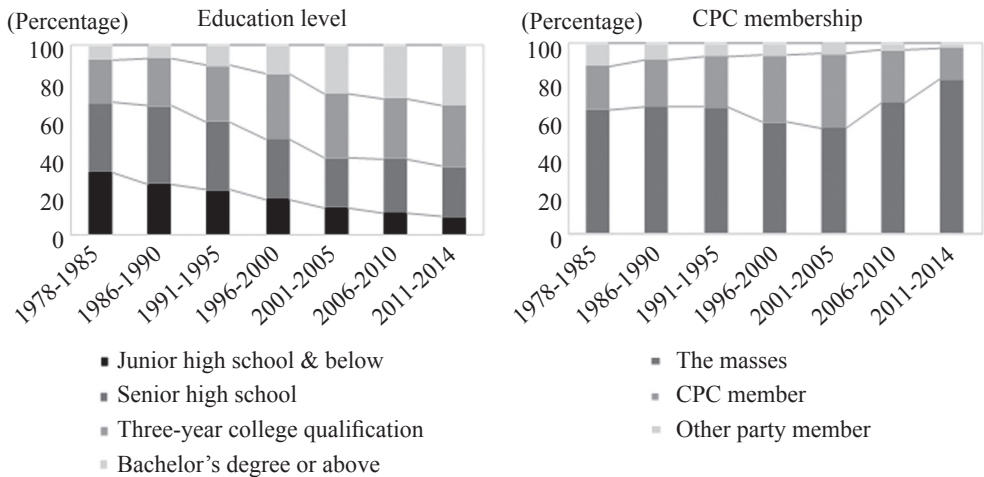 Education level
(Percentage)
100
80
60
40
20
0
1978-1985
1986-1990
1991-1995
1996-2000
2001-2005
2006-2010
2011-2014
Junior high school & below
Senior high school
Three-year college qualification
Bachelor’s degree or above
CPC membership
(Percentage)
100
80
60
40
20
0
1978-1985
1986-1990
1991-1995
1996-2000
2001-2005
2006-2010
2011-2014
The masses
CPC member
Other party member